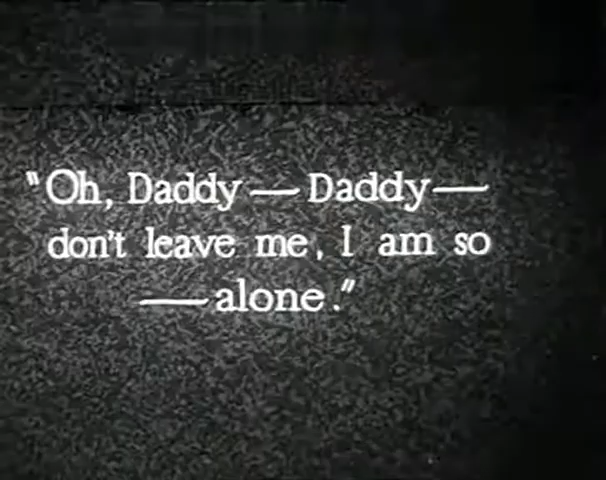 "Oh, Daddy — Daddy —
don't leave me, I am so
— alone."